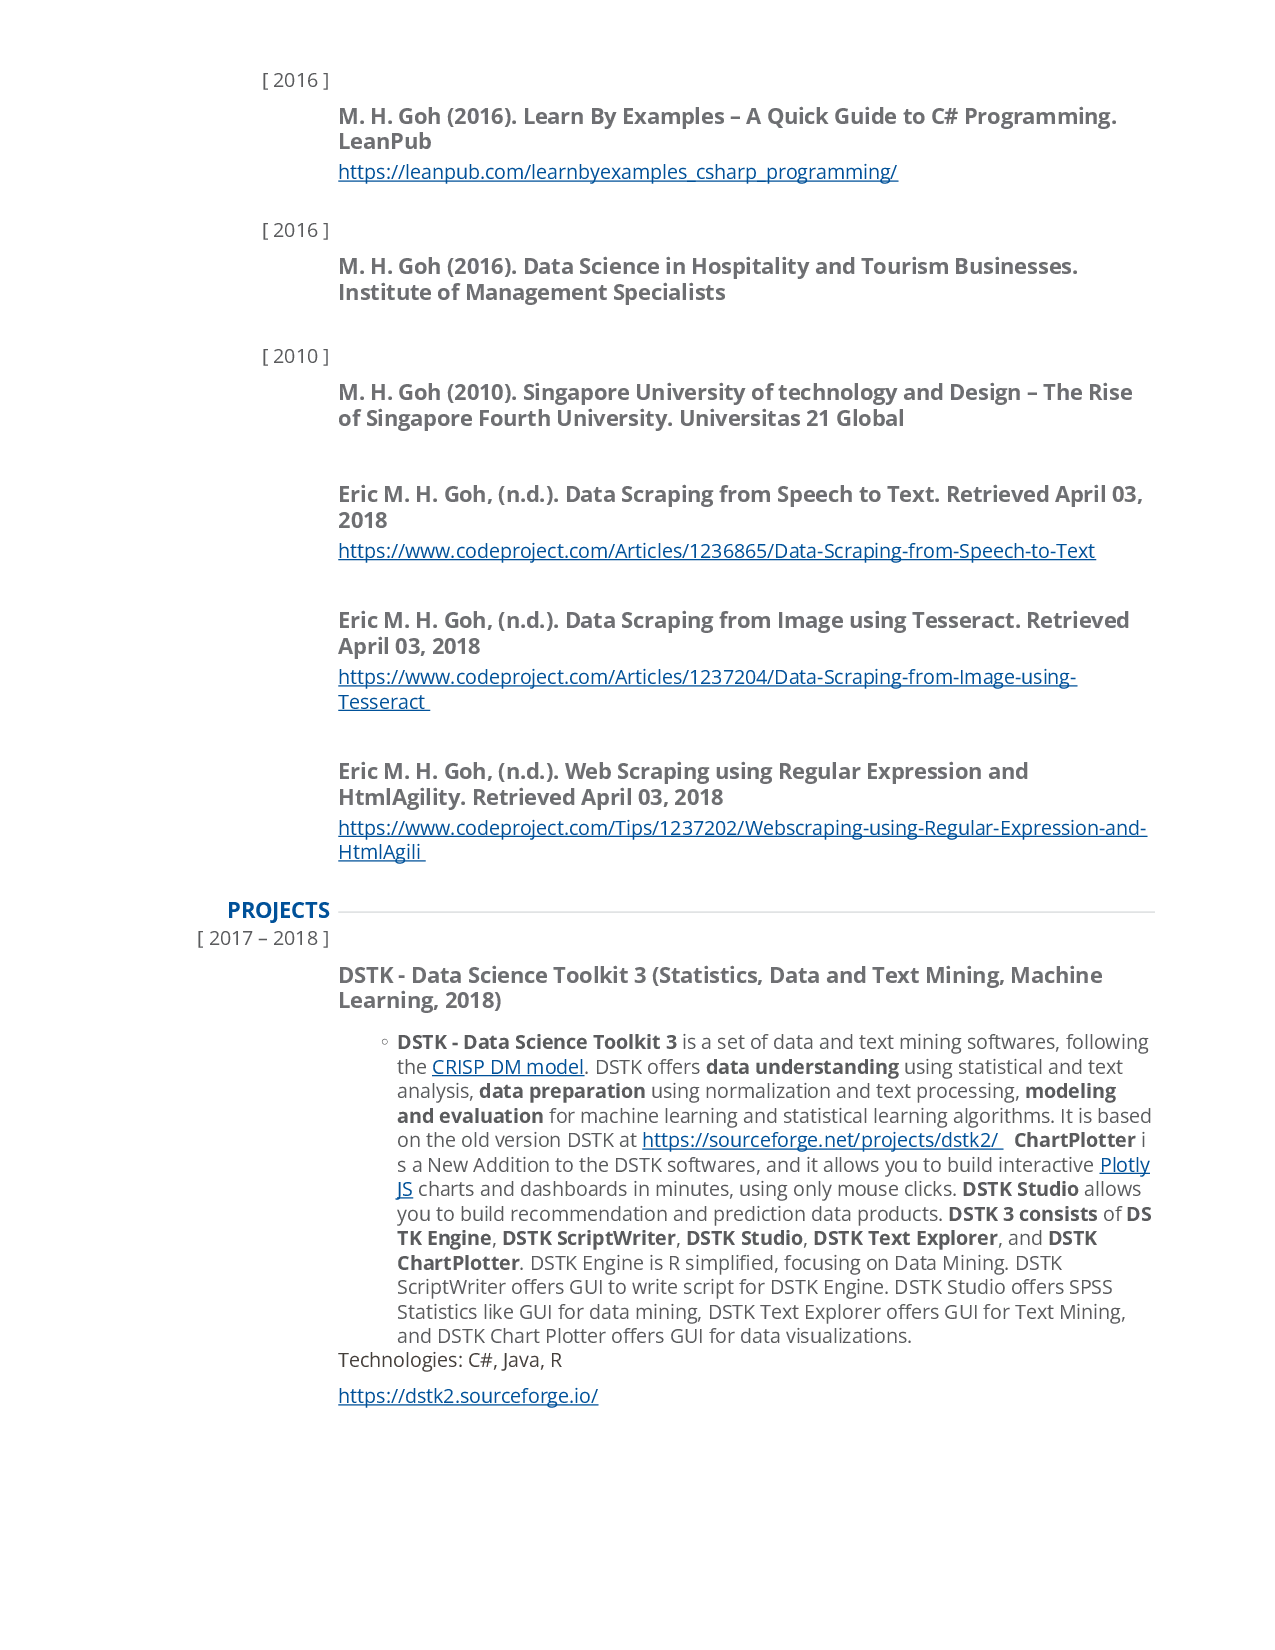 [ 2016 ]
M. H. Goh (2016). Learn By Examples – A Quick Guide to C# Programming.
LeanPub
https://leanpub.com/learnbyexamples_csharp_programming/
[ 2016 ]
M. H. Goh (2016). Data Science in Hospitality and Tourism Businesses.
Institute of Management Specialists
[ 2010 ]
M. H. Goh (2010). Singapore University of technology and Design – The Rise
of Singapore Fourth University. Universitas 21 Global
Eric M. H. Goh, (n.d.). Data Scraping from Speech to Text. Retrieved April 03,
2018
https://www.codeproject.com/Articles/1236865/Data-Scraping-from-Speech-to-Text
Eric M. H. Goh, (n.d.). Data Scraping from Image using Tesseract. Retrieved
April 03, 2018
https://www.codeproject.com/Articles/1237204/Data-Scraping-from-Image-using-
Tesseract
Eric M. H. Goh, (n.d.). Web Scraping using Regular Expression and
HtmlAgility. Retrieved April 03, 2018
https://www.codeproject.com/Tips/1237202/Webscraping-using-Regular-Expression-and-
HtmlAgili
PROJECTS
[ 2017 – 2018 ]
DSTK - Data Science Toolkit 3 (Statistics, Data and Text Mining, Machine
Learning, 2018)
◦ DSTK - Data Science Toolkit 3 is a set of data and text mining softwares, following
the CRISP DM model. DSTK offers data understanding using statistical and text
analysis, data preparation using normalization and text processing, modeling
and evaluation for machine learning and statistical learning algorithms. It is based
on the old version DSTK at https://sourceforge.net/projects/dstk2/ ChartPlotter i
s a New Addition to the DSTK softwares, and it allows you to build interactive Plotly
JS charts and dashboards in minutes, using only mouse clicks. DSTK Studio allows
you to build recommendation and prediction data products. DSTK 3 consists of DS
TK Engine, DSTK ScriptWriter, DSTK Studio, DSTK Text Explorer, and DSTK
ChartPlotter. DSTK Engine is R simplified, focusing on Data Mining. DSTK
ScriptWriter offers GUI to write script for DSTK Engine. DSTK Studio offers SPSS
Statistics like GUI for data mining, DSTK Text Explorer offers GUI for Text Mining,
and DSTK Chart Plotter offers GUI for data visualizations.
Technologies: C#, Java, R
https://dstk2.sourceforge.io/